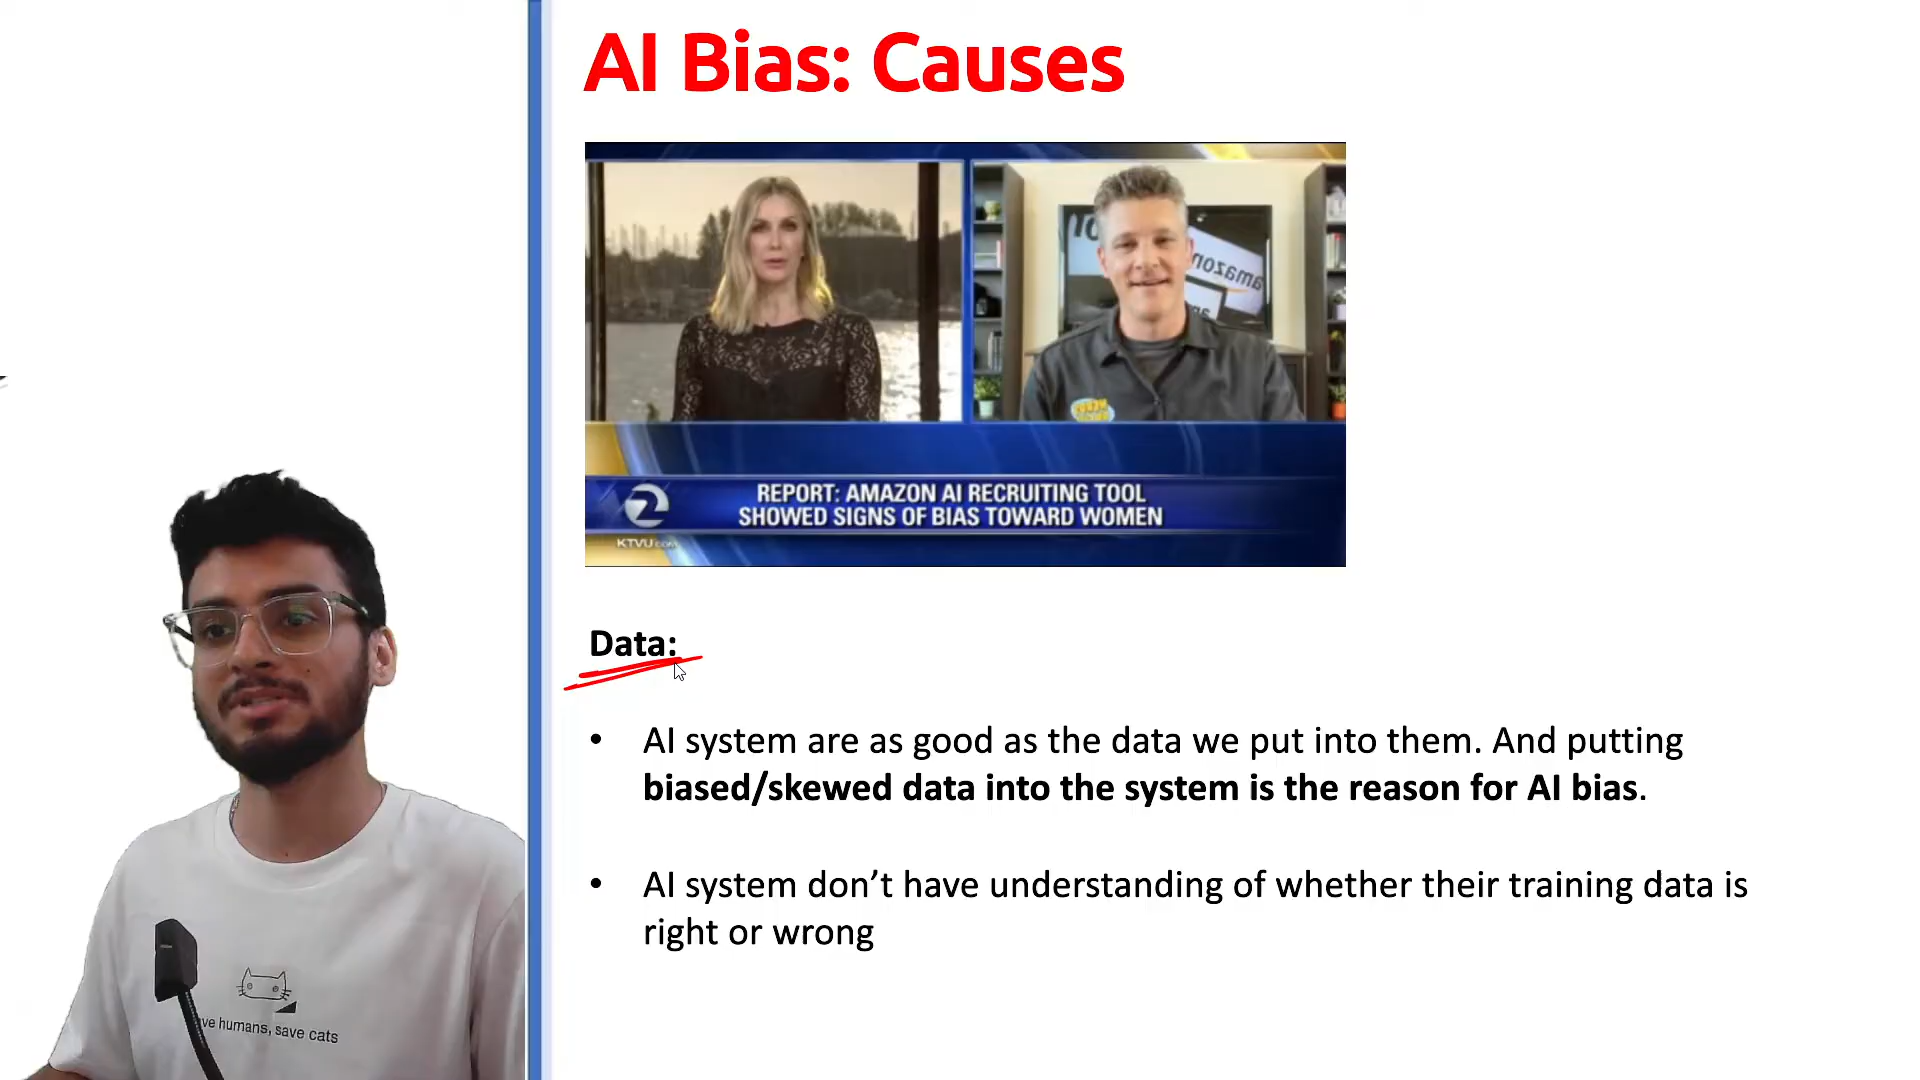 AI Bias: Causes
amazon
REPORT: AMAZON AI RECRUITING TOOL
SHOWED SIGNS OF BIAS TOWARD WOMEN
KTVU.com
Data:
• AI system are as good as the data we put into them. And putting
biased/skewed data into the system is the reason for AI bias.
• AI system don’t have understanding of whether their training data is
right or wrong
humans, save cats